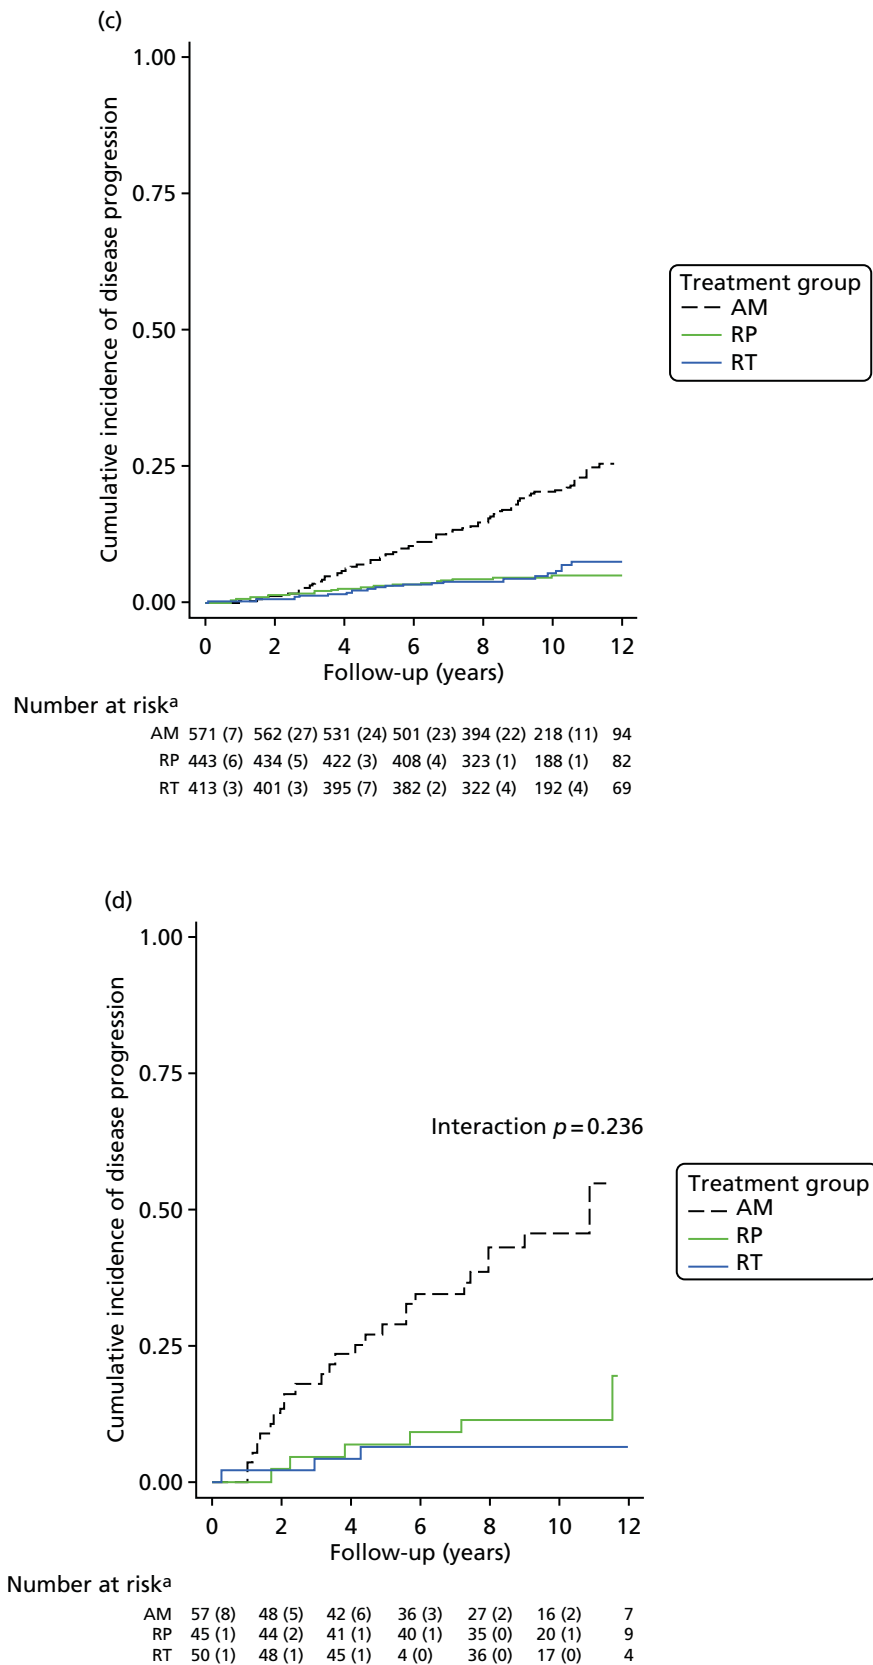 (c)
1.00
0.75
0.50
0.25
0.00
Cumulative incidence of disease progression
0 2 4 6 8 10 12
Follow-up (years)
Treatment group
AM
RP
RT
Number at riskᵃ
AM 571 (7) 562 (27) 531 (24) 501 (23) 394 (22) 218 (11) 94
RP 443 (6) 434 (5) 422 (3) 408 (4) 323 (1) 188 (1) 82
RT 413 (3) 401 (3) 395 (7) 382 (2) 322 (4) 192 (4) 69
(d)
1.00
0.75
0.50
0.25
0.00
Cumulative incidence of disease progression
Interaction p=0.236
0 2 4 6 8 10 12
Follow-up (years)
Treatment group
AM
RP
RT
Number at riskᵃ
AM 57 (8) 48 (5) 42 (6) 36 (3) 27 (2) 16 (2) 7
RP 45 (1) 44 (2) 41 (1) 40 (1) 35 (0) 20 (1) 9
RT 50 (1) 48 (1) 45 (1) 4 (0) 36 (0) 17 (0) 4